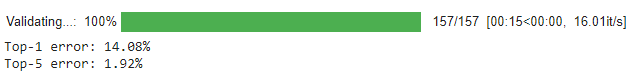 Validating...: 100% 157/157 [00:15<00:00, 16.01it/s]
Top-1 error: 14.08%
Top-5 error: 1.92%